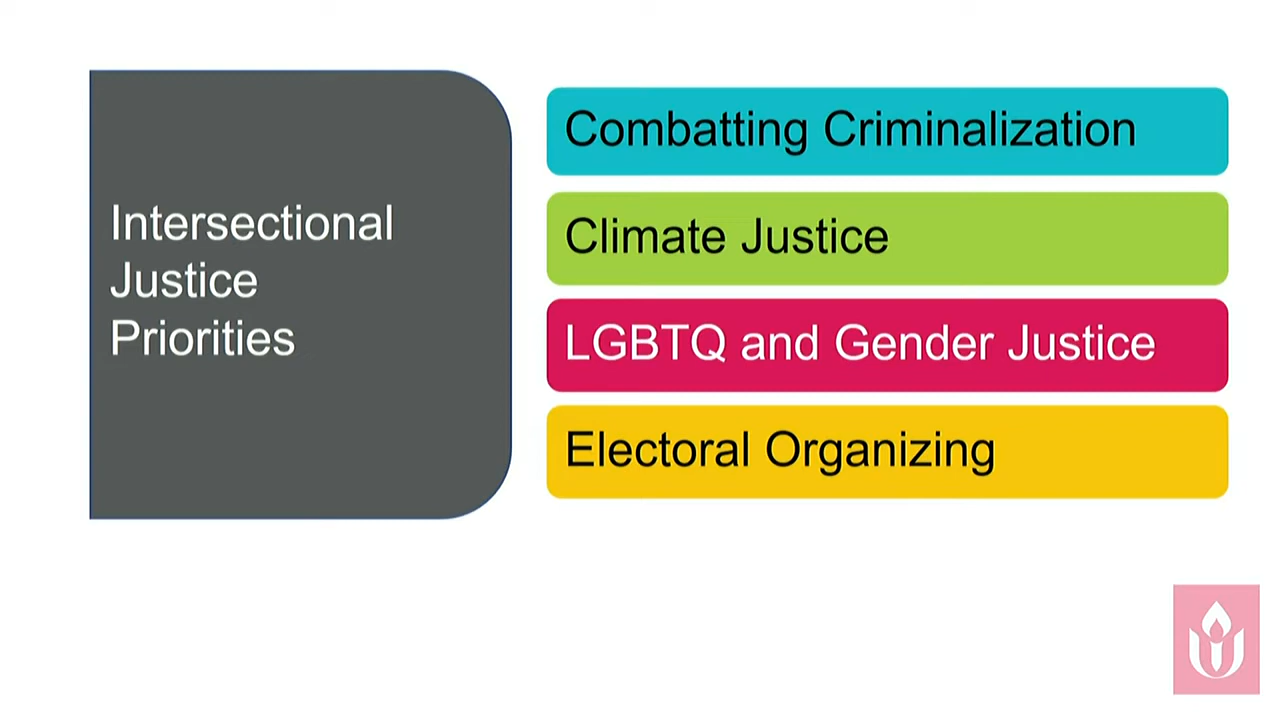 Intersectional
Justice
Priorities
Combatting Criminalization
Climate Justice
LGBTQ and Gender Justice
Electoral Organizing